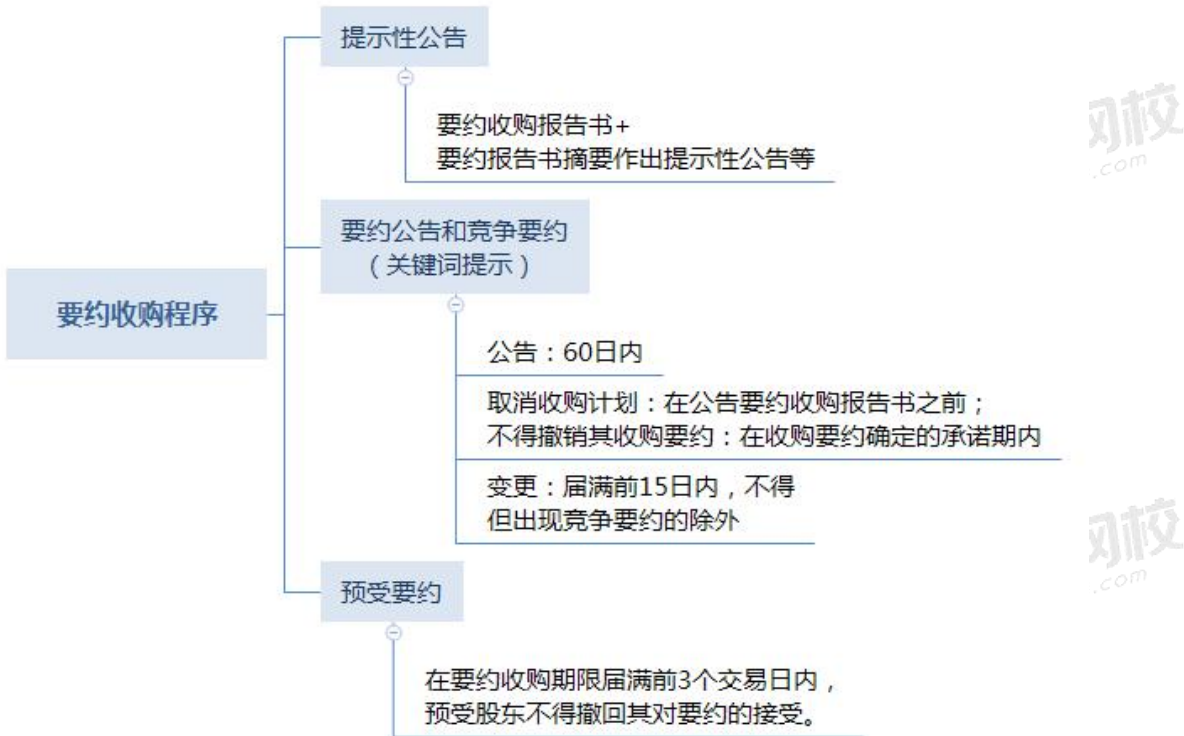 提示性公告
要约收购报告书+
要约报告书摘要作出提示性公告等
要约公告和竞争要约
（关键词提示）
要约收购程序
公告：60日内
取消收购计划：在公告要约收购报告书之前；
不得撤销其收购要约：在收购要约确定的承诺期内
变更：届满前15日内，不得
但出现竞争要约的除外
预受要约
在要约收购期限届满前3个交易日内，
预受股东不得撤回其对要约的接受。
网校
.com
网校
.com